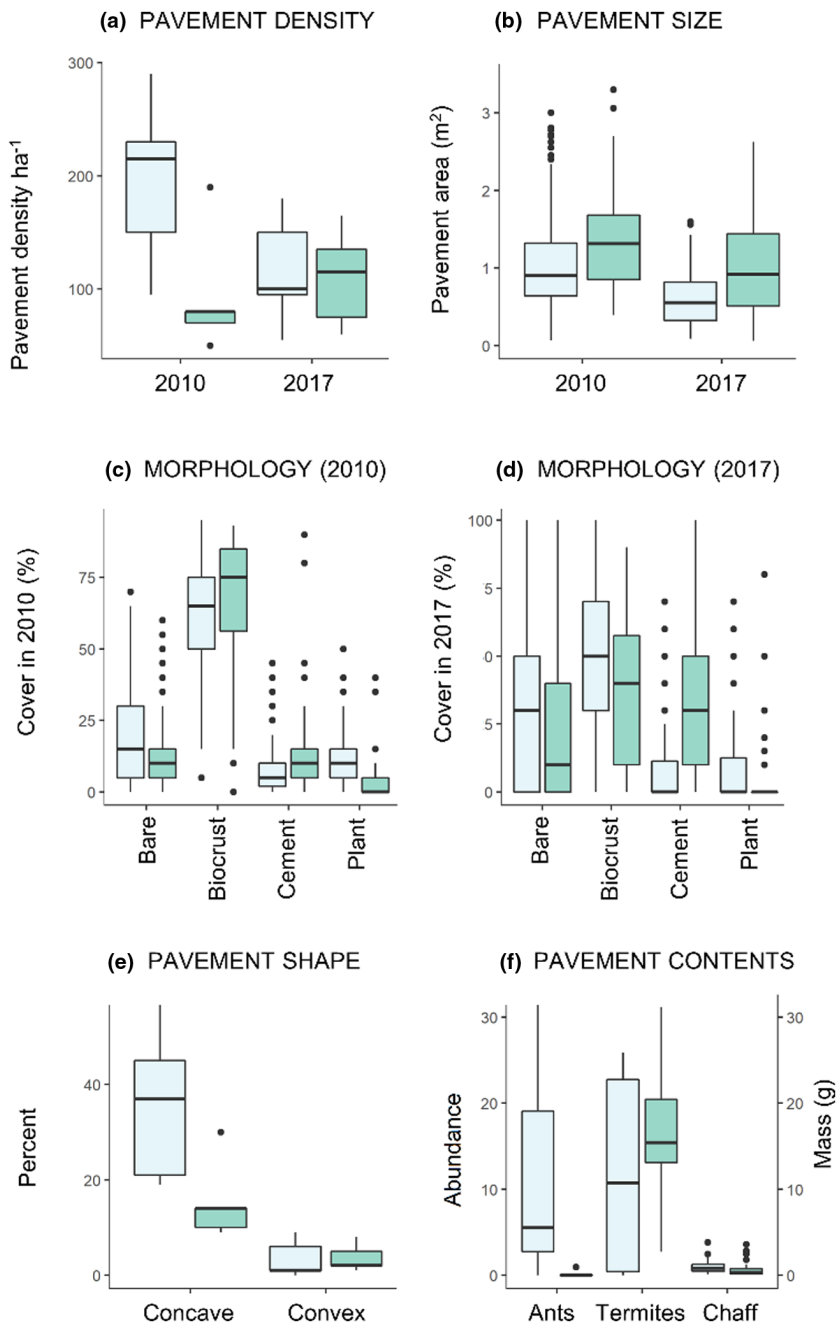 (a) PAVEMENT DENSITY
Pavement density ha-1
300
200
100
2010 2017
(b) PAVEMENT SIZE
Pavement area (m2)
3
2
1
0
2010 2017
(c) MORPHOLOGY (2010)
Cover in 2010 (%)
75
50
25
0
Bare
Biocrust
Cement
Plant
(d) MORPHOLOGY (2017)
Cover in 2017 (%)
100
5
0
5
0
Bare
Biocrust
Cement
Plant
(e) PAVEMENT SHAPE
Percent
40
20
0
Concave Convex
(f) PAVEMENT CONTENTS
Abundance
30
20
10
0
Ants Termites Chaff
30
20
10
0
Mass (g)